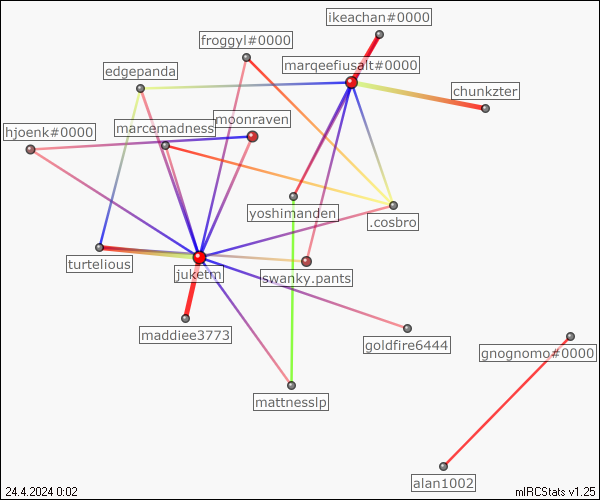 ikeachan#0000
froggyl#0000
marqeefiusalt#0000
edgepanda
chunkzter
moonraven
hjoenk#0000
marcemadness
yoshimanden
.cosbro
turtelious
juketm
swanky.pants
maddiee3773
goldfire6444
gnognomo#0000
mattnesslp
alan1002
24.4.2024 0:02
mIRCStats v1.25